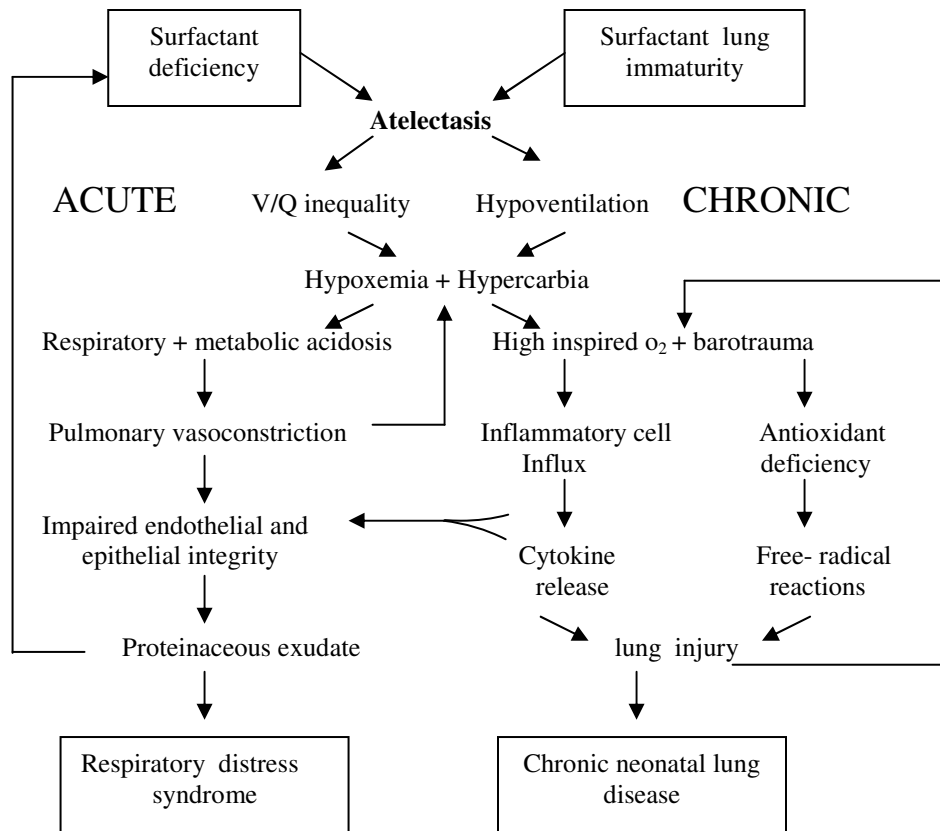 Surfactant
deficiency
Surfactant lung
immaturity
Atelectasis
ACUTE
V/Q inequality
Hypoventilation
CHRONIC
Hypoxemia + Hypercarbia
Respiratory + metabolic acidosis
High inspired o₂ + barotrauma
Pulmonary vasoconstriction
Inflammatory cell
Influx
Antioxidant
deficiency
Impaired endothelial and
epithelial integrity
Cytokine
release
Free- radical
reactions
Proteinaceous exudate
lung injury
Respiratory distress
syndrome
Chronic neonatal lung
disease